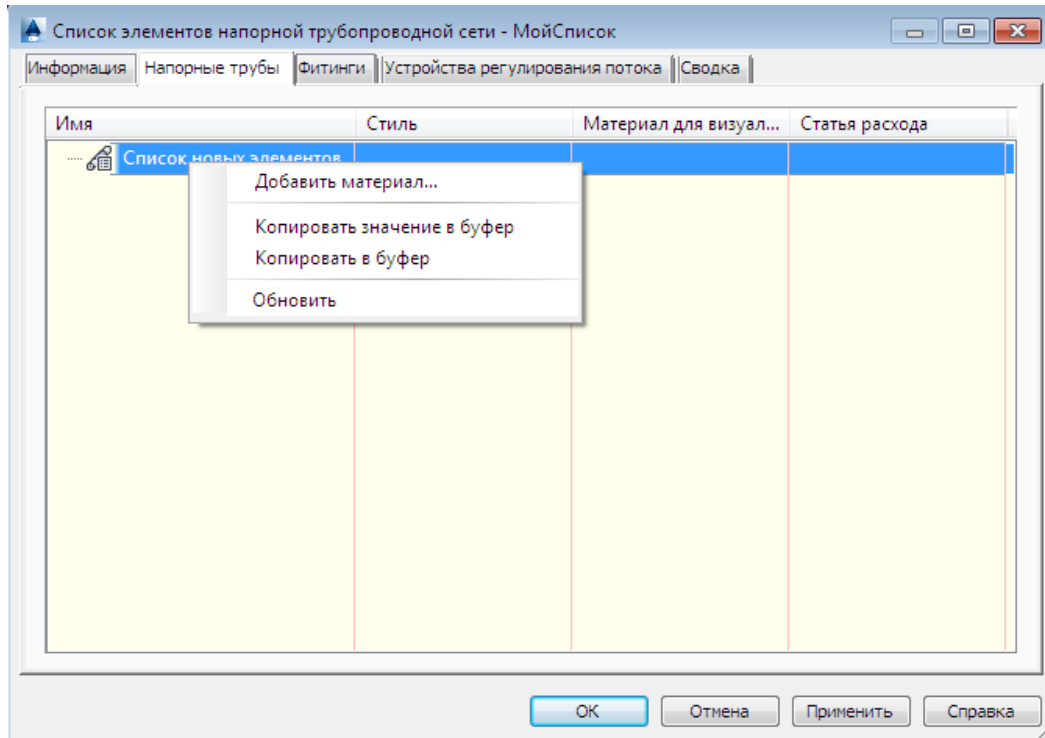 Список элементов напорной трубопроводной сети - МойСписок
Информация Напорные трубы Фитинги Устройства регулирования потока Сводка
Имя Стиль Материал для визуал... Статья расхода
Список новых элементов
Добавить материал...
Копировать значение в буфер
Копировать в буфер
Обновить
OK Отмена Применить Справка